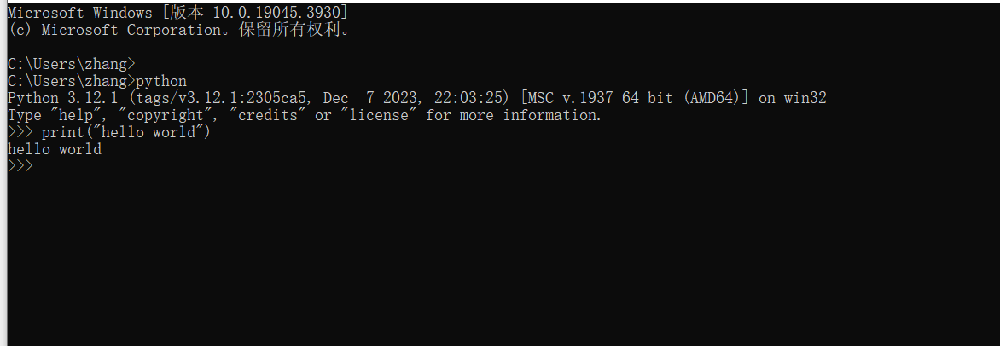 Microsoft Windows [版本 10.0.19045.3930]
(c) Microsoft Corporation。保留所有权利。
C:\Users\zhang>
C:\Users\zhang>python
Python 3.12.1 (tags/v3.12.1:2305ca5, Dec  7 2023, 22:03:25) [MSC v.1937 64 bit (AMD64)] on win32
Type "help", "copyright", "credits" or "license" for more information.
>>> print("hello world")
hello world
>>>